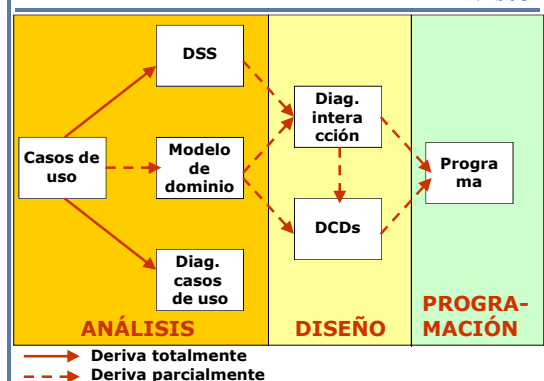 DSS
Diag.
intera
cción
Casos de
uso
Modelo
de
dominio
Progra
ma
DCDs
Diag.
casos
de uso
ANÁLISIS
DISEÑO
PROGRA-
MACIÓN
Deriva totalmente
Deriva parcialmente